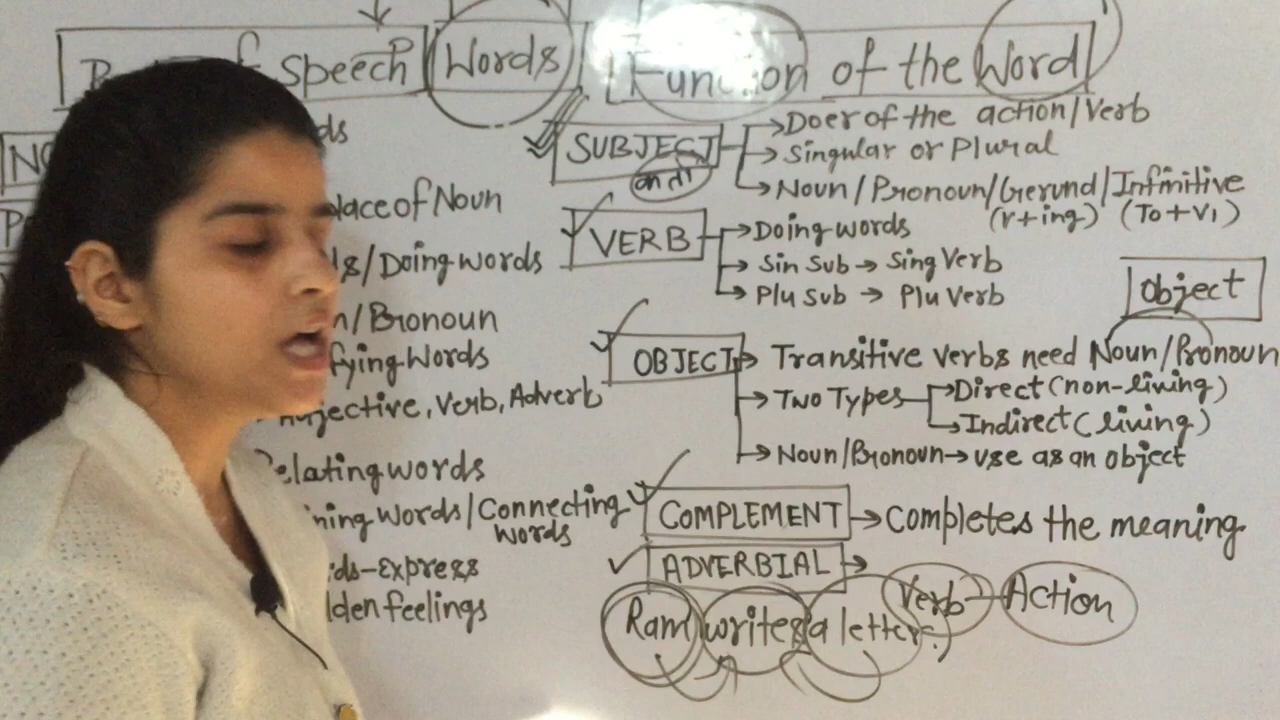 of Speech Words
Function of the Word
ds
lace of Noun
/Doing words
n/Pronoun
fying Words
jective, Verb, Adverb
elating words
ining Words/Connecting
words
ds-express
dden feelings
SUBJECT
Doer of the action/Verb
Singular or Plural
Noun/Pronoun/Gerund/Infinitive
(V+ing) (To+V1)
VERB
Doing words
Sin Sub → Sing Verb
Plu Sub → Plu Verb
Object
OBJECT → Transitive verbs need Noun/Pronoun
Two Types
Direct (non-living)
Indirect (living)
Noun/Pronoun → use as an object
COMPLEMENT → Completes the meaning
ADVERBIAL →
Verb - Action
Ram writes a letter.